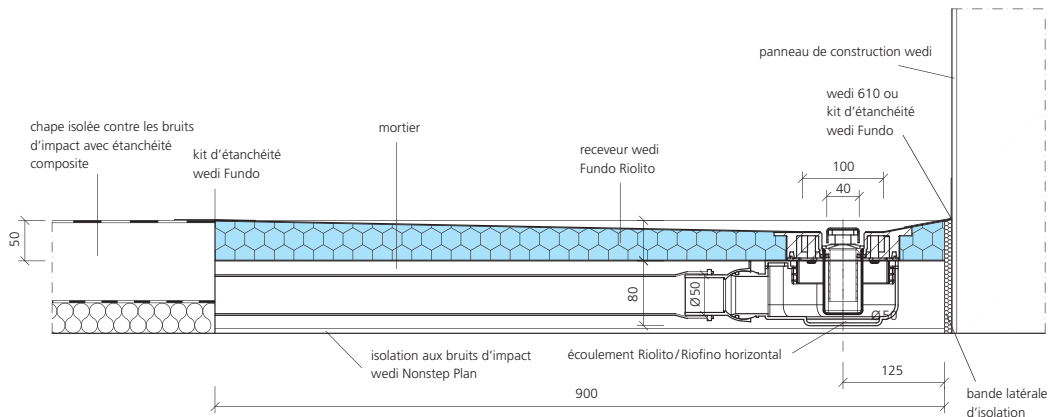 panneau de construction wedi
wedi 610 ou
kit d'étanchéité
wedi Fundo
chape isolée contre les bruits
d'impact avec étanchéité
composite
mortier
kit d'étanchéité
wedi Fundo
receveur wedi
Fundo Riolito
100
40
50
80
Ø50
Ø50
isolation aux bruits d'impact
wedi Nonstep Plan
écoulement Riolito/Riofino horizontal
125
900
bande latérale
d'isolation